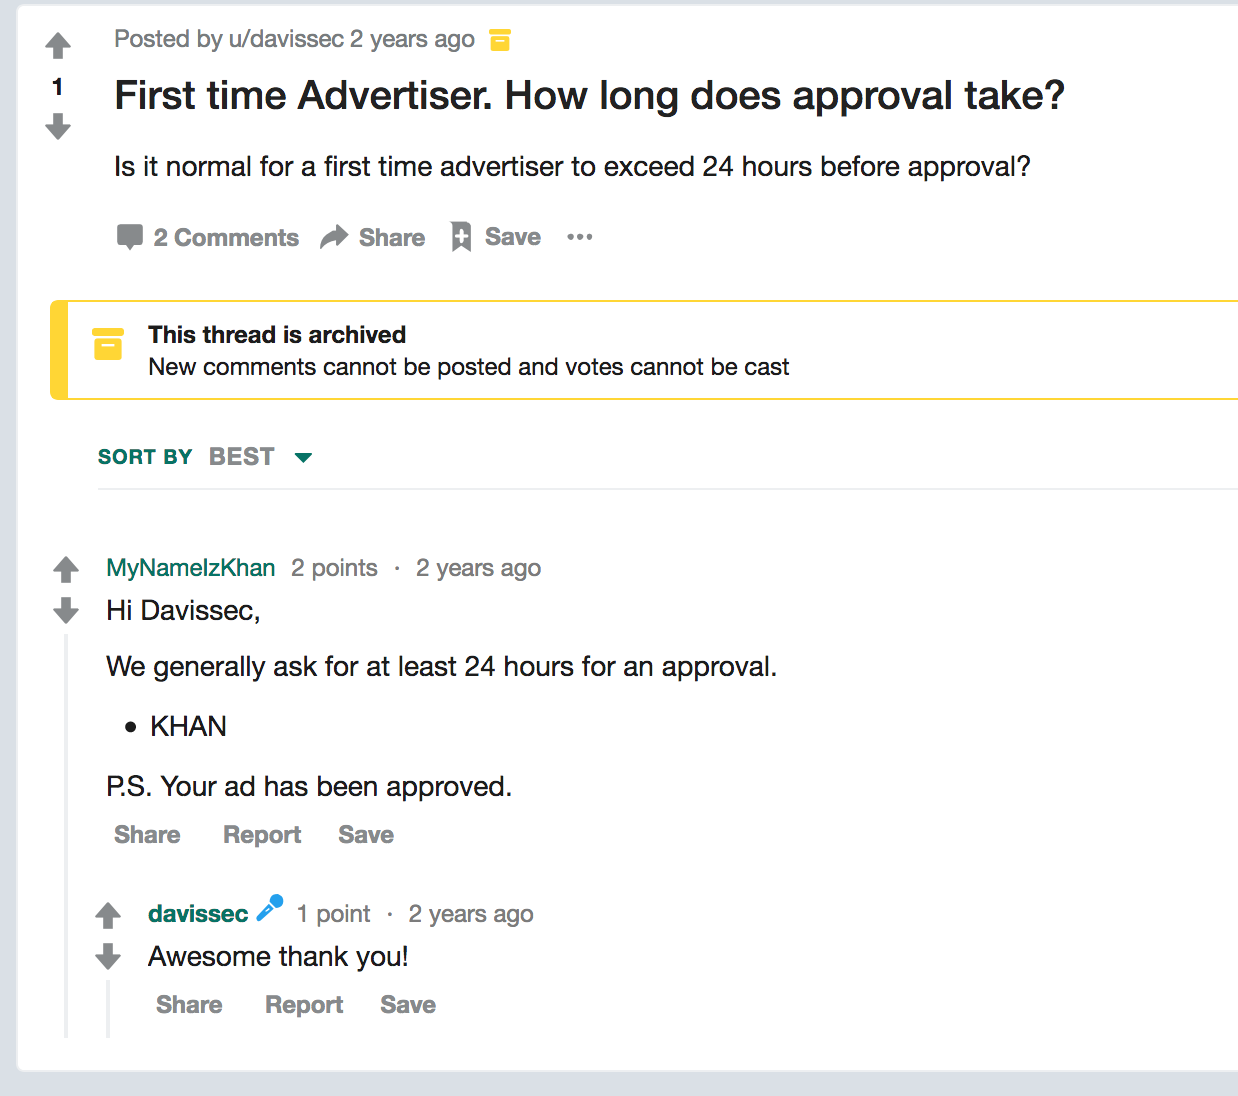 Posted by u/davissec 2 years ago
1
First time Advertiser. How long does approval take?
Is it normal for a first time advertiser to exceed 24 hours before approval?
2 Comments Share Save
This thread is archived
New comments cannot be posted and votes cannot be cast
SORT BY BEST
MyNameIzKhan 2 points · 2 years ago
Hi Davissec,
We generally ask for at least 24 hours for an approval.
• KHAN
P.S. Your ad has been approved.
Share Report Save
davissec 1 point · 2 years ago
Awesome thank you!
Share Report Save